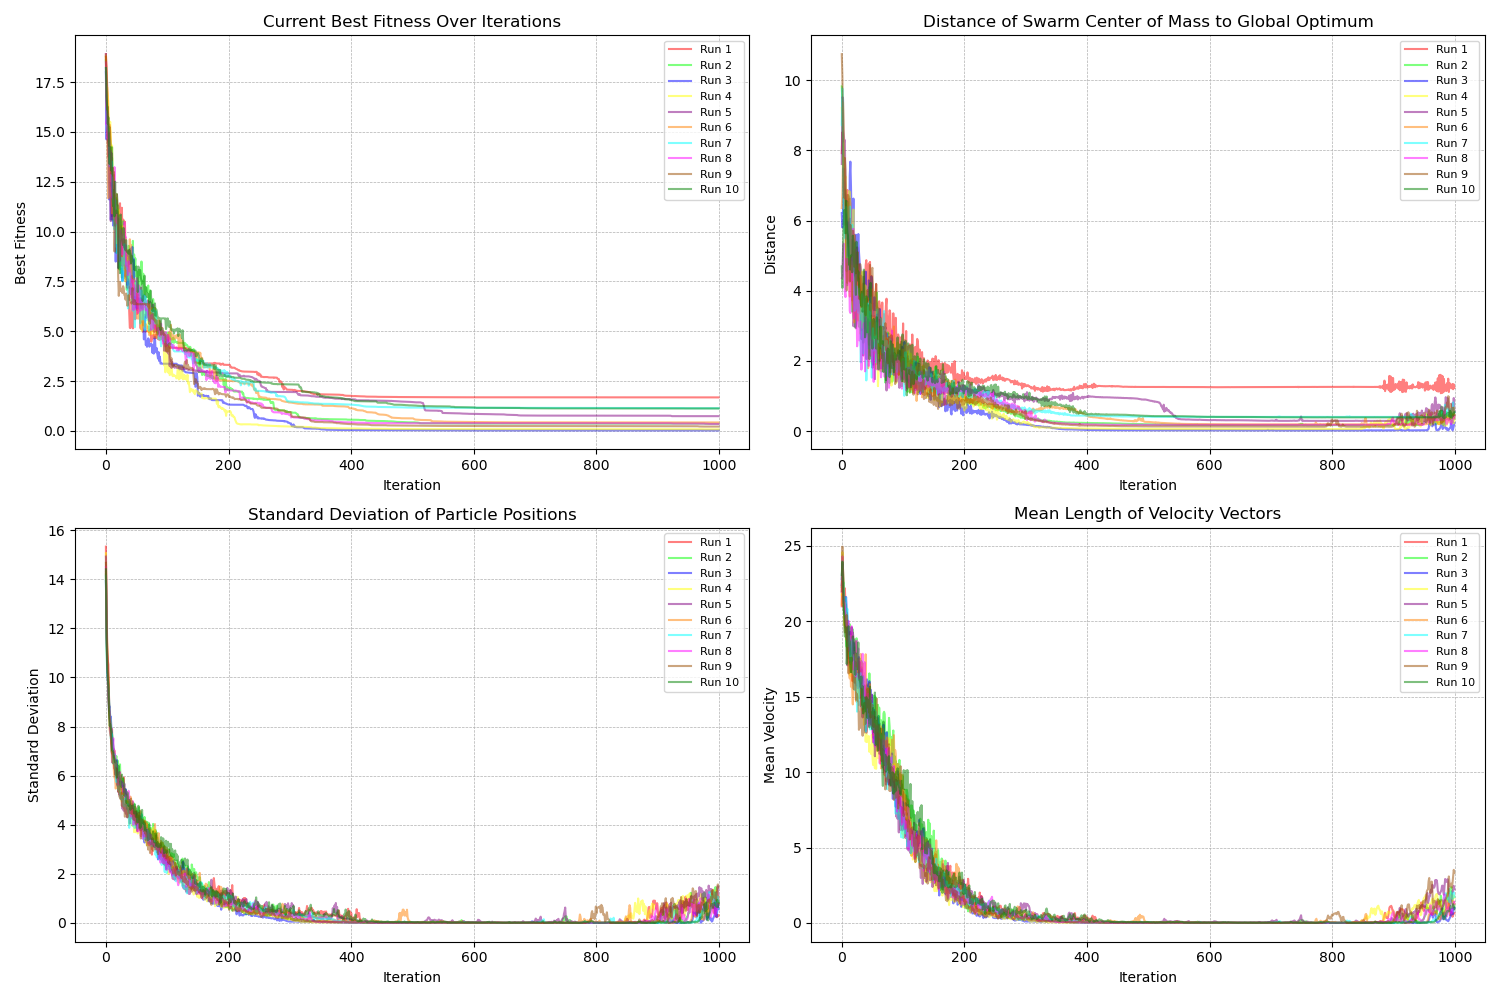 Current Best Fitness Over Iterations
Best Fitness
17.5
15.0
12.5
10.0
7.5
5.0
2.5
0.0
0 200 400 600 800 1000
Iteration
Run 1
Run 2
Run 3
Run 4
Run 5
Run 6
Run 7
Run 8
Run 9
Run 10
Distance of Swarm Center of Mass to Global Optimum
Distance
10
8
6
4
2
0
0 200 400 600 800 1000
Iteration
Run 1
Run 2
Run 3
Run 4
Run 5
Run 6
Run 7
Run 8
Run 9
Run 10
Standard Deviation of Particle Positions
Standard Deviation
16
14
12
10
8
6
4
2
0
0 200 400 600 800 1000
Iteration
Run 1
Run 2
Run 3
Run 4
Run 5
Run 6
Run 7
Run 8
Run 9
Run 10
Mean Length of Velocity Vectors
Mean Velocity
25
20
15
10
5
0
0 200 400 600 800 1000
Iteration
Run 1
Run 2
Run 3
Run 4
Run 5
Run 6
Run 7
Run 8
Run 9
Run 10